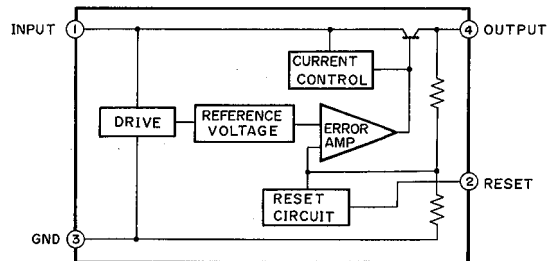 INPUT 1
4 OUTPUT
CURRENT
CONTROL
DRIVE
REFERENCE
VOLTAGE
ERROR
AMP
2 RESET
RESET
CIRCUIT
GND 3